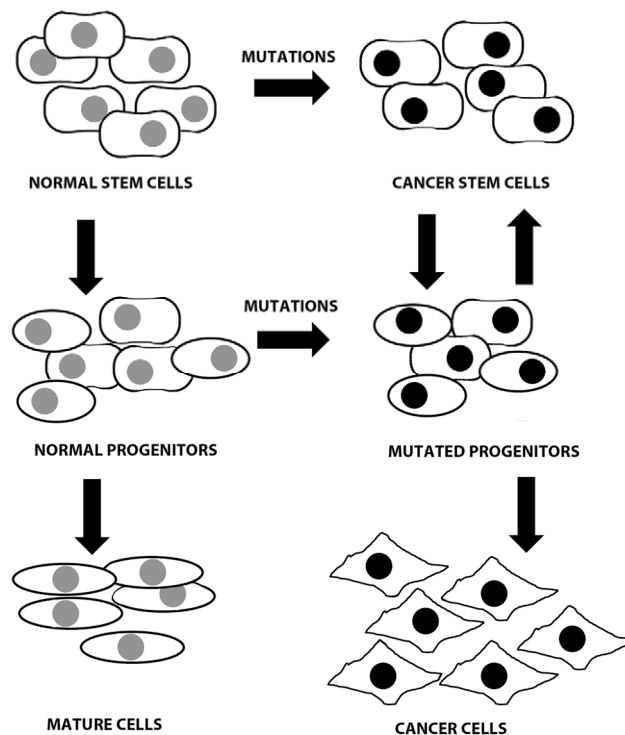 MUTATIONS
NORMAL STEM CELLS
CANCER STEM CELLS
MUTATIONS
NORMAL PROGENITORS
MUTATED PROGENITORS
MATURE CELLS
CANCER CELLS